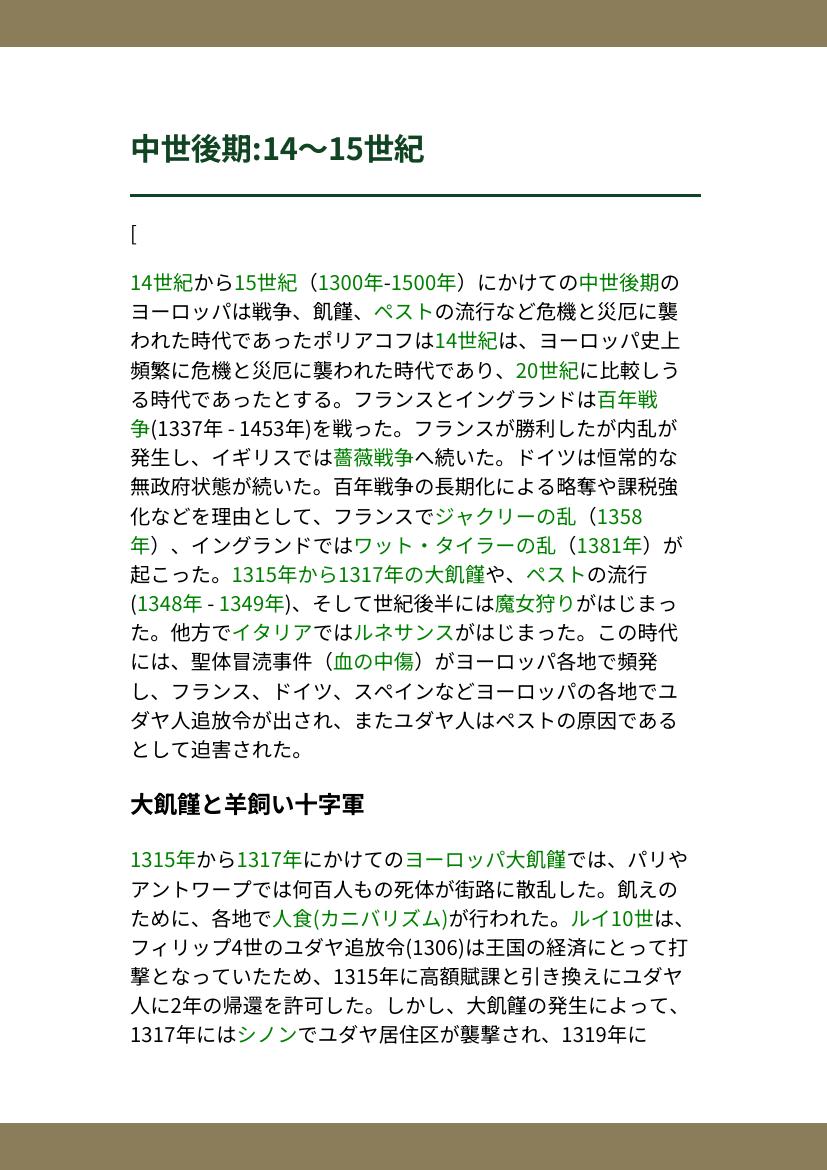 中世後期:14〜15世紀
[
14世紀から15世紀（1300年-1500年）にかけての中世後期の
ヨーロッパは戦争、飢饉、ペストの流行など危機と災厄に襲
われた時代であったポリアコフは14世紀は、ヨーロッパ史上
頻繁に危機と災厄に襲われた時代であり、20世紀に比較しう
る時代であったとする。フランスとイングランドは百年戦
争(1337年 - 1453年)を戦った。フランスが勝利したが内乱が
発生し、イギリスでは薔薇戦争へ続いた。ドイツは恒常的な
無政府状態が続いた。百年戦争の長期化による略奪や課税強
化などを理由として、フランスでジャクリーの乱（1358
年）、イングランドではワット・タイラーの乱（1381年）が
起こった。1315年から1317年の大飢饉や、ペストの流行
(1348年 - 1349年)、そして世紀後半には魔女狩りがはじまっ
た。他方でイタリアではルネサンスがはじまった。この時代
には、聖体冒涜事件（血の中傷）がヨーロッパ各地で頻発
し、フランス、ドイツ、スペインなどヨーロッパの各地でユ
ダヤ人追放令が出され、またユダヤ人はペストの原因である
として迫害された。
大飢饉と羊飼い十字軍
1315年から1317年にかけてのヨーロッパ大飢饉では、パリや
アントワープでは何百人もの死体が街路に散乱した。飢えの
ために、各地で人食(カニバリズム)が行われた。ルイ10世は、
フィリップ4世のユダヤ追放令(1306)は王国の経済にとって打
撃となっていたため、1315年に高額賦課と引き換えにユダヤ
人に2年の帰還を許可した。しかし、大飢饉の発生によって、
1317年にはシノンでユダヤ居住区が襲撃され、1319年に